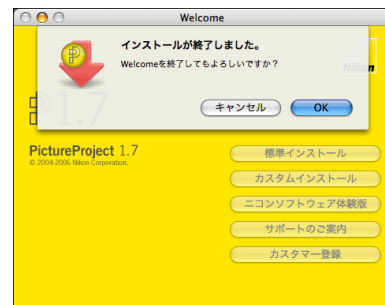 Welcome
インストールが終了しました。
Welcomeを終了してもよろしいですか？
Nikon
キャンセル
OK
P1.7
PictureProject 1.7
© 2004-2006 Nikon Corporation.
標準インストール
カスタムインストール
ニコンソフトウェア体験版
サポートのご案内
カスタマー登録